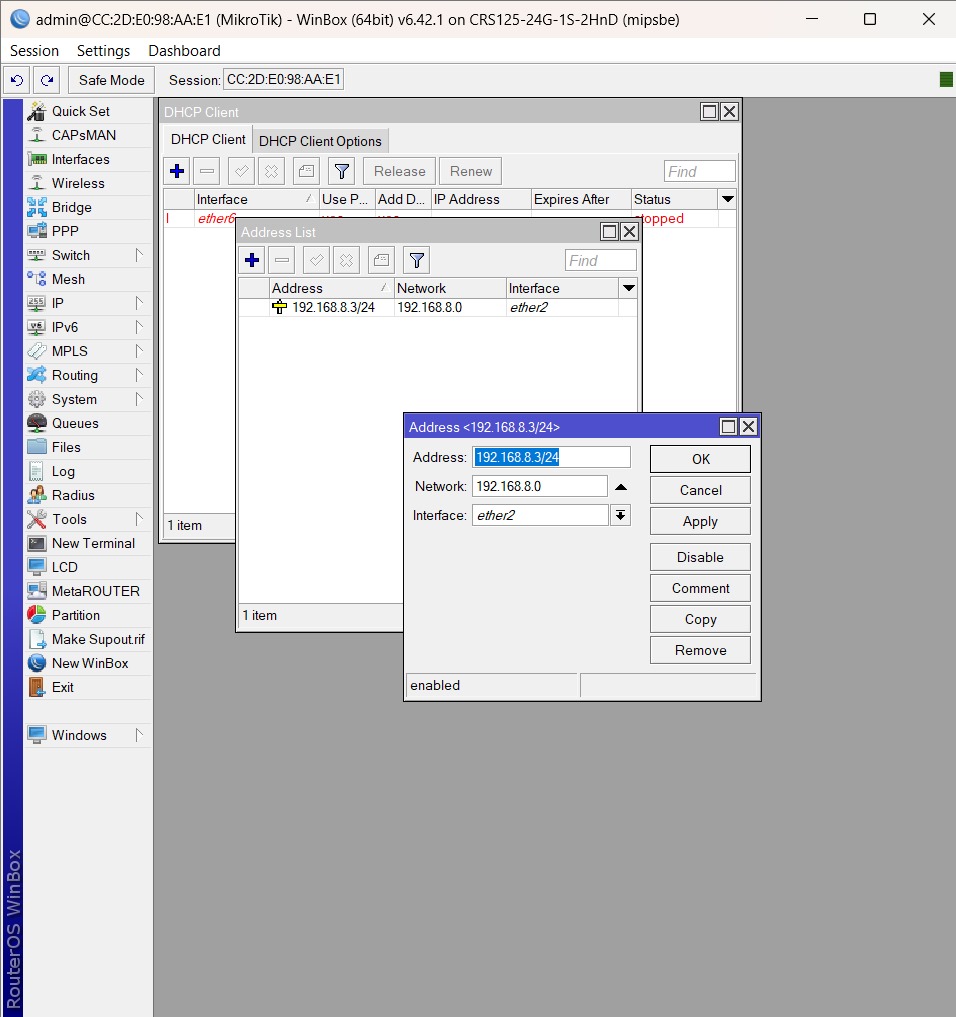 admin@CC:2D:E0:98:AA:E1 (MikroTik) - WinBox (64bit) v6.42.1 on CRS125-24G-1S-2HnD (mipsbe)
Session Settings Dashboard
Safe Mode Session: CC:2D:E0:98:AA:E1
Quick Set
CAPsMAN
Interfaces
Wireless
Bridge
PPP
Switch
Mesh
IP
IPv6
MPLS
Routing
System
Queues
Files
Log
Radius
Tools
New Terminal
LCD
MetaROUTER
Partition
Make Supout.rif
New WinBox
Exit
Windows
RouterOS WinBox
DHCP Client
DHCP Client DHCP Client Options
Release Renew Find
Interface Use P... Add D... IP Address Expires After Status
I ether6
1 item
Address List
Find
Address Network Interface
192.168.8.3/24 192.168.8.0 ether2
1 item
Address <192.168.8.3/24>
Address: 192.168.8.3/24
Network: 192.168.8.0
Interface: ether2
OK
Cancel
Apply
Disable
Comment
Copy
Remove
enabled